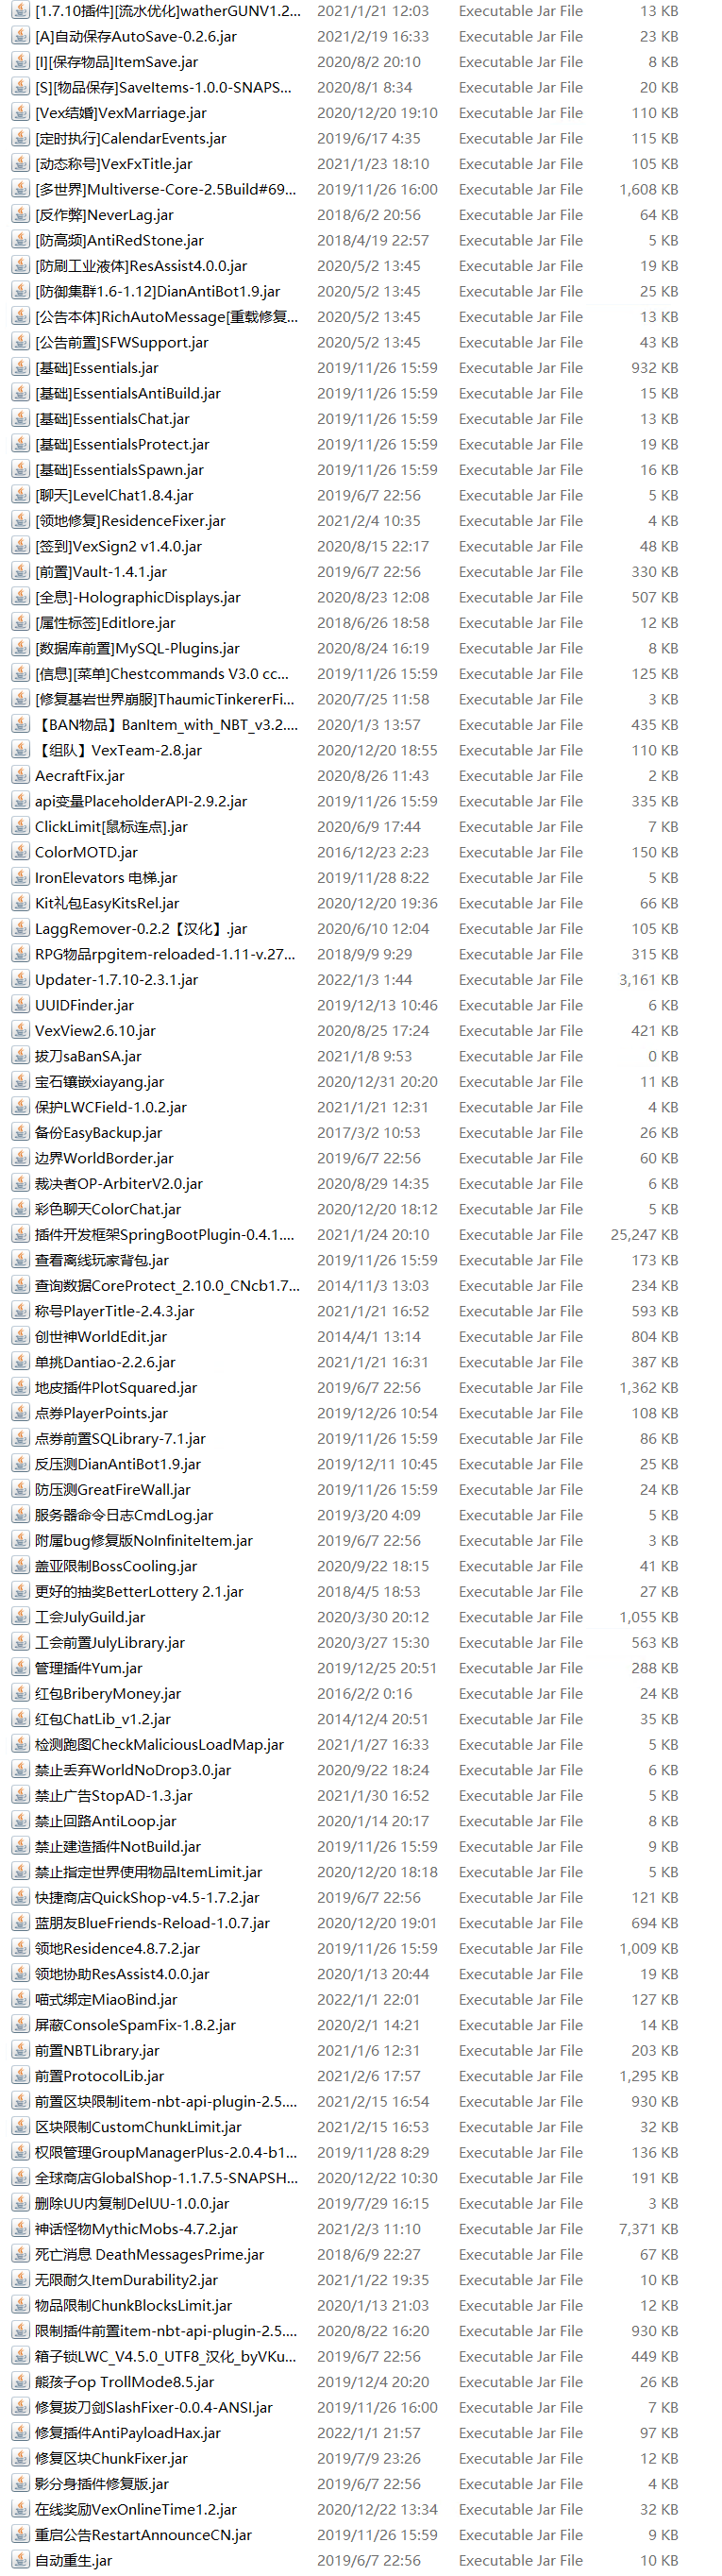 [1.7.10插件][流水优化]watherGUNV1.2... 2021/1/21 12:03 Executable Jar File 13 KB
[A]自动保存AutoSave-0.2.6.jar 2021/2/19 16:33 Executable Jar File 23 KB
[I][保存物品]ItemSave.jar 2020/8/2 20:10 Executable Jar File 8 KB
[S][物品保存]SaveItems-1.0.0-SNAPS... 2020/8/1 8:34 Executable Jar File 20 KB
[Vex结婚]VexMarriage.jar 2020/12/20 19:10 Executable Jar File 110 KB
[定时执行]CalendarEvents.jar 2019/6/17 4:35 Executable Jar File 115 KB
[动态称号]VexFxTitle.jar 2021/1/23 18:10 Executable Jar File 105 KB
[多世界]Multiverse-Core-2.5Build#69... 2019/11/26 16:00 Executable Jar File 1,608 KB
[反作弊]NeverLag.jar 2018/6/2 20:56 Executable Jar File 64 KB
[防高频]AntiRedStone.jar 2018/4/19 22:57 Executable Jar File 5 KB
[防刷工业液体]ResAssist4.0.0.jar 2020/5/2 13:45 Executable Jar File 19 KB
[防御集群1.6-1.12]DianAntiBot1.9.jar 2020/5/2 13:45 Executable Jar File 25 KB
[公告本体]RichAutoMessage[重载修复... 2020/5/2 13:45 Executable Jar File 13 KB
[公告前置]SFWSupport.jar 2020/5/2 13:45 Executable Jar File 43 KB
[基础]Essentials.jar 2019/11/26 15:59 Executable Jar File 932 KB
[基础]EssentialsAntiBuild.jar 2019/11/26 15:59 Executable Jar File 15 KB
[基础]EssentialsChat.jar 2019/11/26 15:59 Executable Jar File 13 KB
[基础]EssentialsProtect.jar 2019/11/26 15:59 Executable Jar File 19 KB
[基础]EssentialsSpawn.jar 2019/11/26 15:59 Executable Jar File 16 KB
[聊天]LevelChat1.8.4.jar 2019/6/7 22:56 Executable Jar File 5 KB
[领地修复]ResidenceFixer.jar 2021/2/4 10:35 Executable Jar File 4 KB
[签到]VexSign2 v1.4.0.jar 2020/8/15 22:17 Executable Jar File 48 KB
[前置]Vault-1.4.1.jar 2019/6/7 22:56 Executable Jar File 330 KB
[全息]-HolographicDisplays.jar 2020/8/23 12:08 Executable Jar File 507 KB
[属性标签]Editlore.jar 2018/6/26 18:58 Executable Jar File 12 KB
[数据库前置]MySQL-Plugins.jar 2020/8/24 16:19 Executable Jar File 8 KB
[信息][菜单]Chestcommands V3.0 cc... 2019/11/26 15:59 Executable Jar File 125 KB
[修复基岩世界崩服]ThaumicTinkererFi... 2020/7/25 11:58 Executable Jar File 3 KB
【BAN物品】BanItem_with_NBT_v3.2.... 2020/1/3 13:57 Executable Jar File 435 KB
【组队】VexTeam-2.8.jar 2020/12/20 18:55 Executable Jar File 110 KB
AecraftFix.jar 2020/8/26 11:43 Executable Jar File 2 KB
api变量PlaceholderAPI-2.9.2.jar 2019/11/26 15:59 Executable Jar File 335 KB
ClickLimit[鼠标连点].jar 2020/6/9 17:44 Executable Jar File 7 KB
ColorMOTD.jar 2016/12/23 2:23 Executable Jar File 150 KB
IronElevators 电梯.jar 2019/11/28 8:22 Executable Jar File 5 KB
Kit礼包EasyKitsRel.jar 2020/12/20 19:36 Executable Jar File 66 KB
LaggRemover-0.2.2【汉化】.jar 2020/6/10 12:04 Executable Jar File 105 KB
RPG物品rpgitem-reloaded-1.11-v.27... 2018/9/9 9:29 Executable Jar File 315 KB
Updater-1.7.10-2.3.1.jar 2022/1/3 1:44 Executable Jar File 3,161 KB
UUIDFinder.jar 2019/12/13 10:46 Executable Jar File 6 KB
VexView2.6.10.jar 2020/8/25 17:24 Executable Jar File 421 KB
拔刀saBanSA.jar 2021/1/8 9:53 Executable Jar File 0 KB
宝石镶嵌xiayang.jar 2020/12/31 20:20 Executable Jar File 11 KB
保护LWCField-1.0.2.jar 2021/1/21 12:31 Executable Jar File 4 KB
备份EasyBackup.jar 2017/3/2 10:53 Executable Jar File 26 KB
边界WorldBorder.jar 2019/6/7 22:56 Executable Jar File 60 KB
裁决者OP-ArbiterV2.0.jar 2020/8/29 14:35 Executable Jar File 6 KB
彩色聊天ColorChat.jar 2020/12/20 18:12 Executable Jar File 5 KB
插件开发框架SpringBootPlugin-0.4.1.... 2021/1/24 20:10 Executable Jar File 25,247 KB
查看离线玩家背包.jar 2019/11/26 15:59 Executable Jar File 173 KB
查询数据CoreProtect_2.10.0_CNcb1.7... 2014/11/3 13:03 Executable Jar File 234 KB
称号PlayerTitle-2.4.3.jar 2021/1/21 16:52 Executable Jar File 593 KB
创世神WorldEdit.jar 2014/4/1 13:14 Executable Jar File 804 KB
单挑Dantiao-2.2.6.jar 2021/1/21 16:31 Executable Jar File 387 KB
地皮插件PlotSquared.jar 2019/6/7 22:56 Executable Jar File 1,362 KB
点券PlayerPoints.jar 2019/12/26 10:54 Executable Jar File 108 KB
点券前置SQLibrary-7.1.jar 2019/11/26 15:59 Executable Jar File 86 KB
反压测DianAntiBot1.9.jar 2019/12/11 10:45 Executable Jar File 25 KB
防压测GreatFireWall.jar 2019/11/26 15:59 Executable Jar File 24 KB
服务器命令日志CmdLog.jar 2019/3/20 4:09 Executable Jar File 5 KB
附属bug修复版NoInfiniteItem.jar 2019/6/7 22:56 Executable Jar File 3 KB
盖亚限制BossCooling.jar 2020/9/22 18:15 Executable Jar File 41 KB
更好的抽奖BetterLottery 2.1.jar 2018/4/5 18:53 Executable Jar File 27 KB
工会JulyGuild.jar 2020/3/30 20:12 Executable Jar File 1,055 KB
工会前置JulyLibrary.jar 2020/3/27 15:30 Executable Jar File 563 KB
管理插件Yum.jar 2019/12/25 20:51 Executable Jar File 288 KB
红包BriberyMoney.jar 2016/2/2 0:16 Executable Jar File 24 KB
红包ChatLib_v1.2.jar 2014/12/4 20:51 Executable Jar File 35 KB
检测跑图CheckMaliciousLoadMap.jar 2021/1/27 16:33 Executable Jar File 5 KB
禁止丢弃WorldNoDrop3.0.jar 2020/9/22 18:24 Executable Jar File 6 KB
禁止广告StopAD-1.3.jar 2021/1/30 16:52 Executable Jar File 5 KB
禁止回路AntiLoop.jar 2020/1/14 20:17 Executable Jar File 8 KB
禁止建造插件NotBuild.jar 2019/11/26 15:59 Executable Jar File 9 KB
禁止指定世界使用物品ItemLimit.jar 2020/12/20 18:18 Executable Jar File 5 KB
快捷商店QuickShop-v4.5-1.7.2.jar 2019/6/7 22:56 Executable Jar File 121 KB
蓝朋友BlueFriends-Reload-1.0.7.jar 2020/12/20 19:01 Executable Jar File 694 KB
领地Residence4.8.7.2.jar 2019/11/26 15:59 Executable Jar File 1,009 KB
领地协助ResAssist4.0.0.jar 2020/1/13 20:44 Executable Jar File 19 KB
喵式绑定MiaoBind.jar 2022/1/1 22:01 Executable Jar File 127 KB
屏蔽ConsoleSpamFix-1.8.2.jar 2020/2/1 14:21 Executable Jar File 14 KB
前置NBTLibrary.jar 2021/1/6 12:31 Executable Jar File 203 KB
前置ProtocolLib.jar 2021/2/6 17:57 Executable Jar File 1,295 KB
前置区块限制item-nbt-api-plugin-2.5.... 2021/2/15 16:54 Executable Jar File 930 KB
区块限制CustomChunkLimit.jar 2021/2/15 16:53 Executable Jar File 32 KB
权限管理GroupManagerPlus-2.0.4-b1... 2019/11/28 8:29 Executable Jar File 136 KB
全球商店GlobalShop-1.1.7.5-SNAPSH... 2020/12/22 10:30 Executable Jar File 191 KB
删除UU内复制DelUU-1.0.0.jar 2019/7/29 16:15 Executable Jar File 3 KB
神话怪物MythicMobs-4.7.2.jar 2021/2/3 11:10 Executable Jar File 7,371 KB
死亡消息 DeathMessagesPrime.jar 2018/6/9 22:27 Executable Jar File 67 KB
无限耐久ItemDurability2.jar 2021/1/22 19:35 Executable Jar File 10 KB
物品限制ChunkBlocksLimit.jar 2020/1/13 21:03 Executable Jar File 12 KB
限制插件前置item-nbt-api-plugin-2.5.... 2020/8/22 16:20 Executable Jar File 930 KB
箱子锁LWC_V4.5.0_UTF8_汉化_byVKu... 2019/6/7 22:56 Executable Jar File 449 KB
熊孩子op TrollMode8.5.jar 2019/12/4 20:20 Executable Jar File 26 KB
修复拔刀剑SlashFixer-0.0.4-ANSI.jar 2019/11/26 16:00 Executable Jar File 7 KB
修复插件AntiPayloadHax.jar 2022/1/1 21:57 Executable Jar File 97 KB
修复区块ChunkFixer.jar 2019/7/9 23:26 Executable Jar File 12 KB
影分身插件修复版.jar 2019/6/7 22:56 Executable Jar File 4 KB
在线奖励VexOnlineTime1.2.jar 2020/12/22 13:34 Executable Jar File 32 KB
重启公告RestartAnnounceCN.jar 2019/11/26 15:59 Executable Jar File 9 KB
自动重生.jar 2019/6/7 22:56 Executable Jar File 10 KB